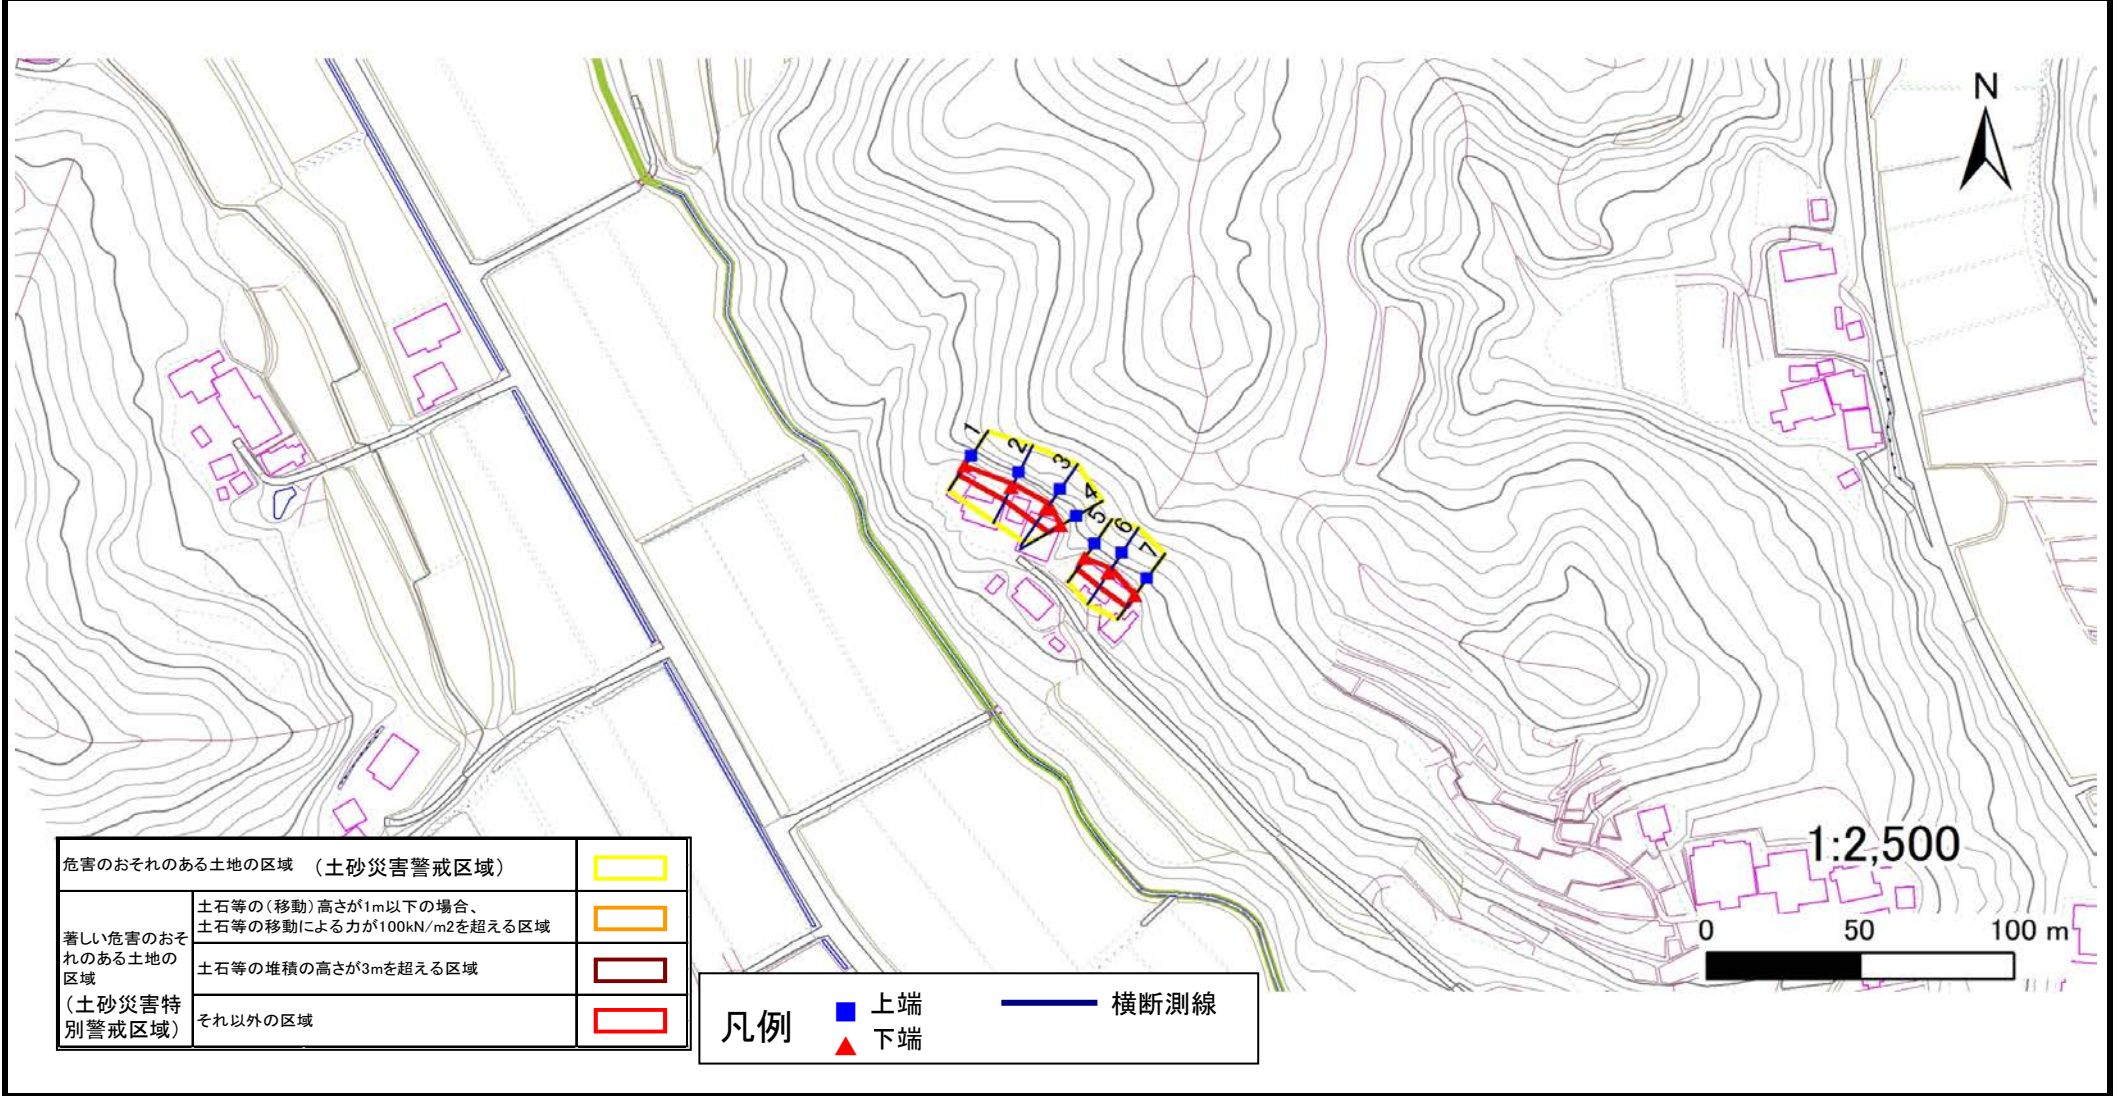 N
1
2
3
4
5
6
7
1:2,500
0 50 100 m
危害のおそれのある土地の区域 (土砂災害警戒区域)
著しい危害のおそ
れのある土地の
区域
(土砂災害特
別警戒区域)
土石等の(移動)高さが1m以下の場合、
土石等の移動による力が100kN/m2を超える区域
土石等の堆積の高さが3mを超える区域
それ以外の区域
凡例
上端
下端
横断測線